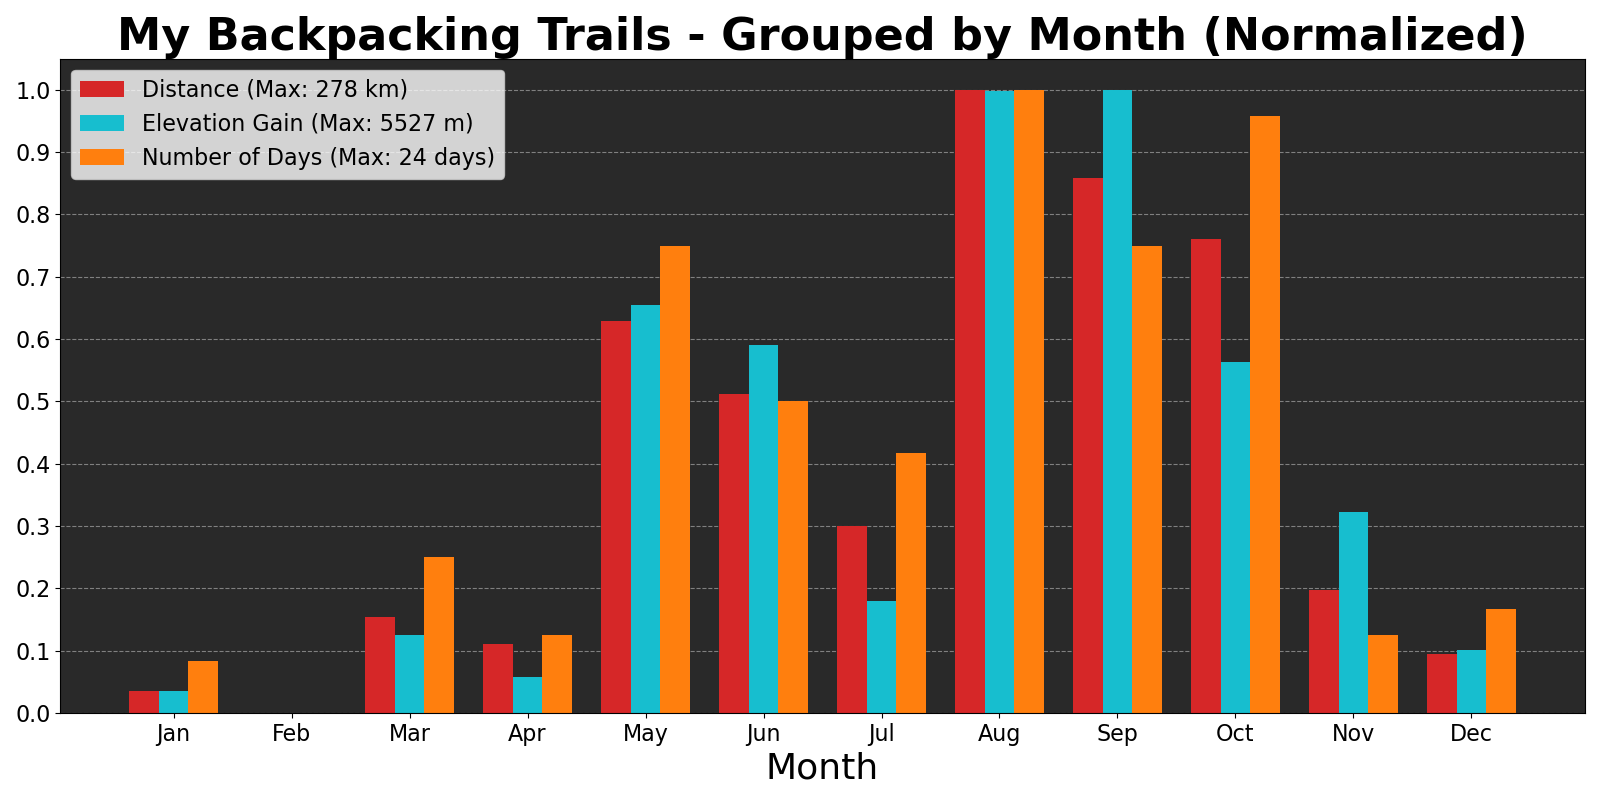 My Backpacking Trails - Grouped by Month (Normalized)
Distance (Max: 278 km)
Elevation Gain (Max: 5527 m)
Number of Days (Max: 24 days)
1.0
0.9
0.8
0.7
0.6
0.5
0.4
0.3
0.2
0.1
0.0
Jan Feb Mar Apr May Jun Jul Aug Sep Oct Nov Dec
Month